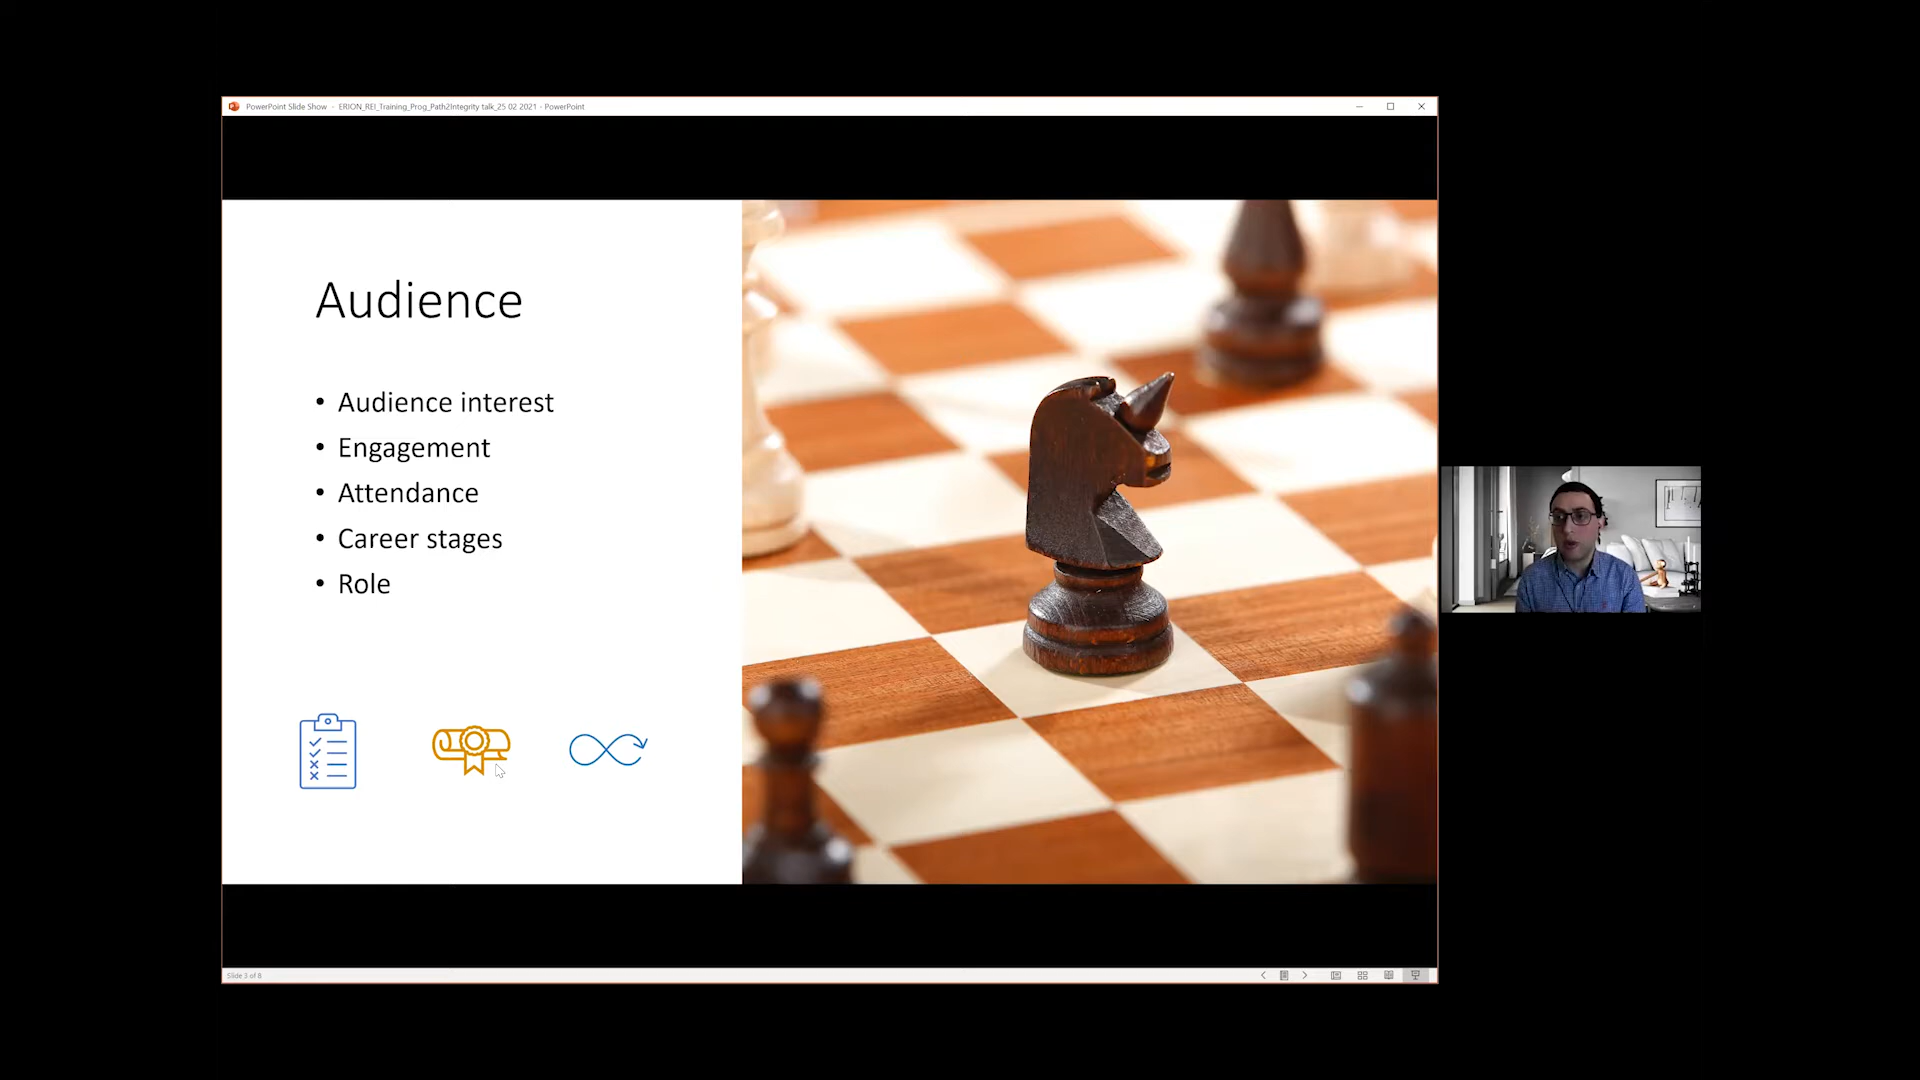 PowerPoint Slide Show - ERION_REI_Training_Prog_Path2Integrity talk_25 02 2021 - PowerPoint
Audience
• Audience interest
• Engagement
• Attendance
• Career stages
• Role
Slide 3 of 8